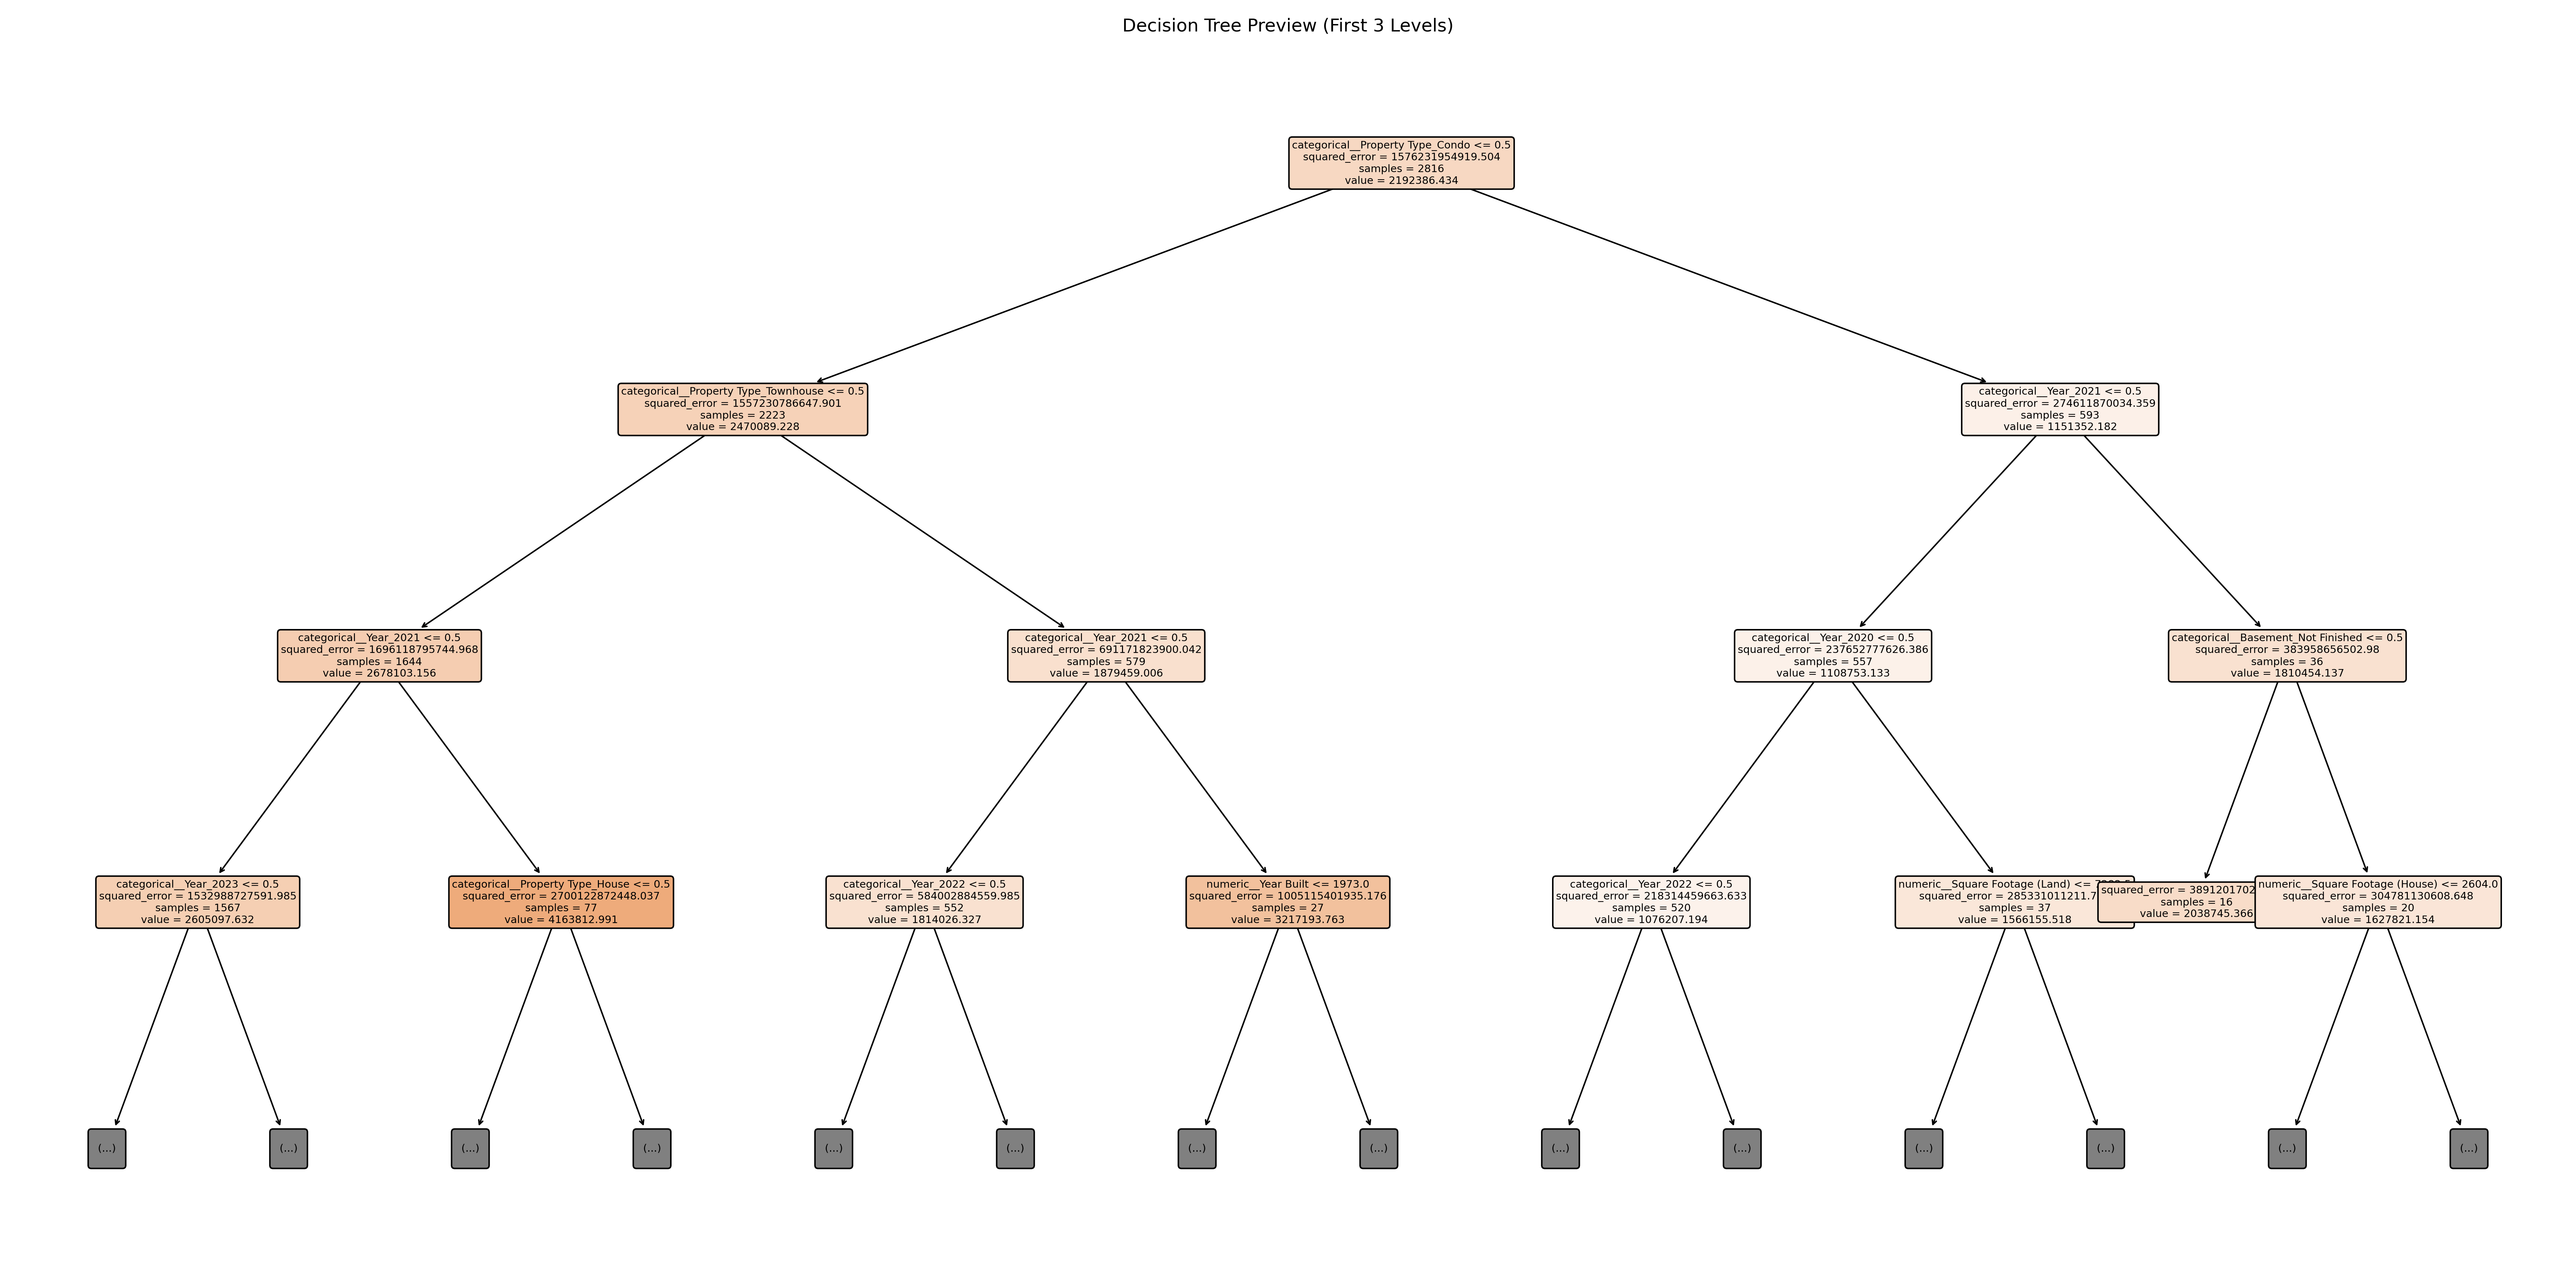 Decision Tree Preview (First 3 Levels)
categorical__Property Type_Condo <= 0.5
squared_error = 1576231954919.504
samples = 2816
value = 2192386.434
categorical__Property Type_Townhouse <= 0.5
squared_error = 1557230786647.901
samples = 2223
value = 2470089.228
categorical__Year_2021 <= 0.5
squared_error = 274611870034.359
samples = 593
value = 1151352.182
categorical__Year_2021 <= 0.5
squared_error = 1696118795744.968
samples = 1644
value = 2678103.156
categorical__Year_2021 <= 0.5
squared_error = 691171823900.042
samples = 579
value = 1879459.006
categorical__Year_2020 <= 0.5
squared_error = 237652777626.386
samples = 557
value = 1108753.133
categorical__Basement_Not Finished <= 0.5
squared_error = 383958656502.98
samples = 36
value = 1810454.137
categorical__Year_2023 <= 0.5
squared_error = 1532988727591.985
samples = 1567
value = 2605097.632
categorical__Property Type_House <= 0.5
squared_error = 2700122872448.037
samples = 77
value = 4163812.991
categorical__Year_2022 <= 0.5
squared_error = 584002884559.985
samples = 552
value = 1814026.327
numeric__Year Built <= 1973.0
squared_error = 1005115401935.176
samples = 27
value = 3217193.763
categorical__Year_2022 <= 0.5
squared_error = 218314459663.633
samples = 520
value = 1076207.194
numeric__Square Footage (Land) <=
squared_error = 285331011211.7
samples = 37
value = 1566155.518
squared_error = 3891201702
samples = 16
value = 2038745.366
numeric__Square Footage (House) <= 2604.0
squared_error = 304781130608.648
samples = 20
value = 1627821.154
(...)
(...)
(...)
(...)
(...)
(...)
(...)
(...)
(...)
(...)
(...)
(...)
(...)
(...)